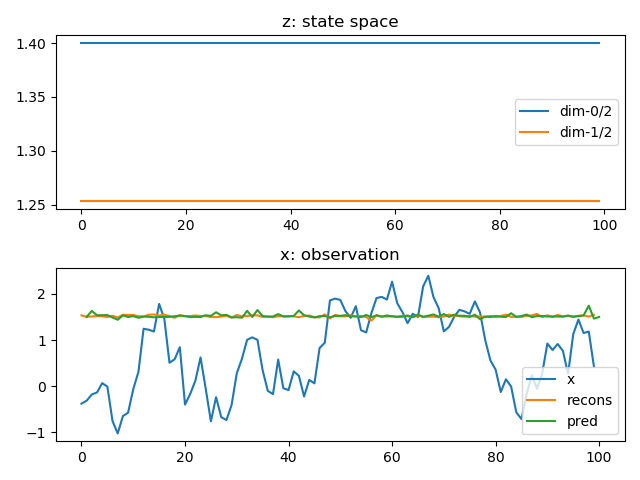 z: state space
1.40
1.35
1.30
1.25
dim-0/2
dim-1/2
0 20 40 60 80 100
x: observation
2
1
0
−1
x
recons
pred
0 20 40 60 80 100